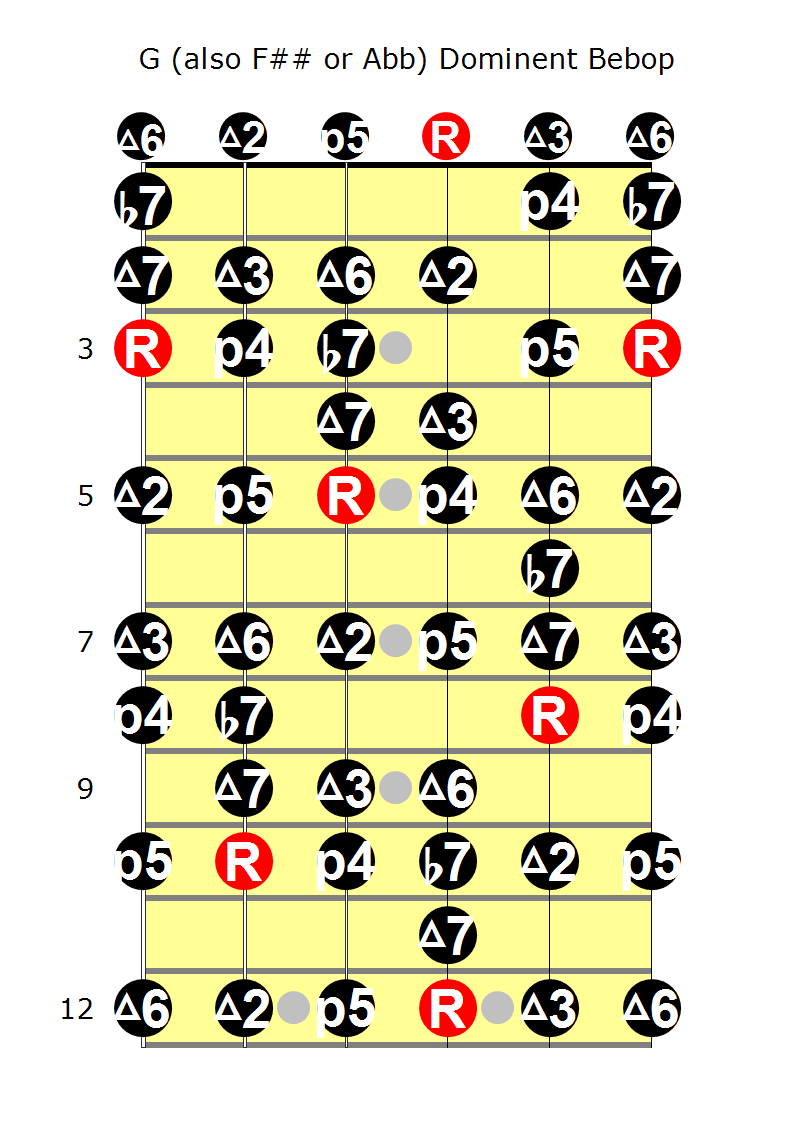 G (also F## or Abb) Dominent Bebop
Δ6 Δ2 p5 R Δ3 Δ6
♭7 p4 ♭7
Δ7 Δ3 Δ6 Δ2 Δ7
3 R p4 ♭7 p5 R
Δ7 Δ3
5 Δ2 p5 R p4 Δ6 Δ2
♭7
7 Δ3 Δ6 Δ2 p5 Δ7 Δ3
p4 ♭7 R p4
9 Δ7 Δ3 Δ6
p5 R p4 ♭7 Δ2 p5
Δ7
12 Δ6 Δ2 p5 R Δ3 Δ6